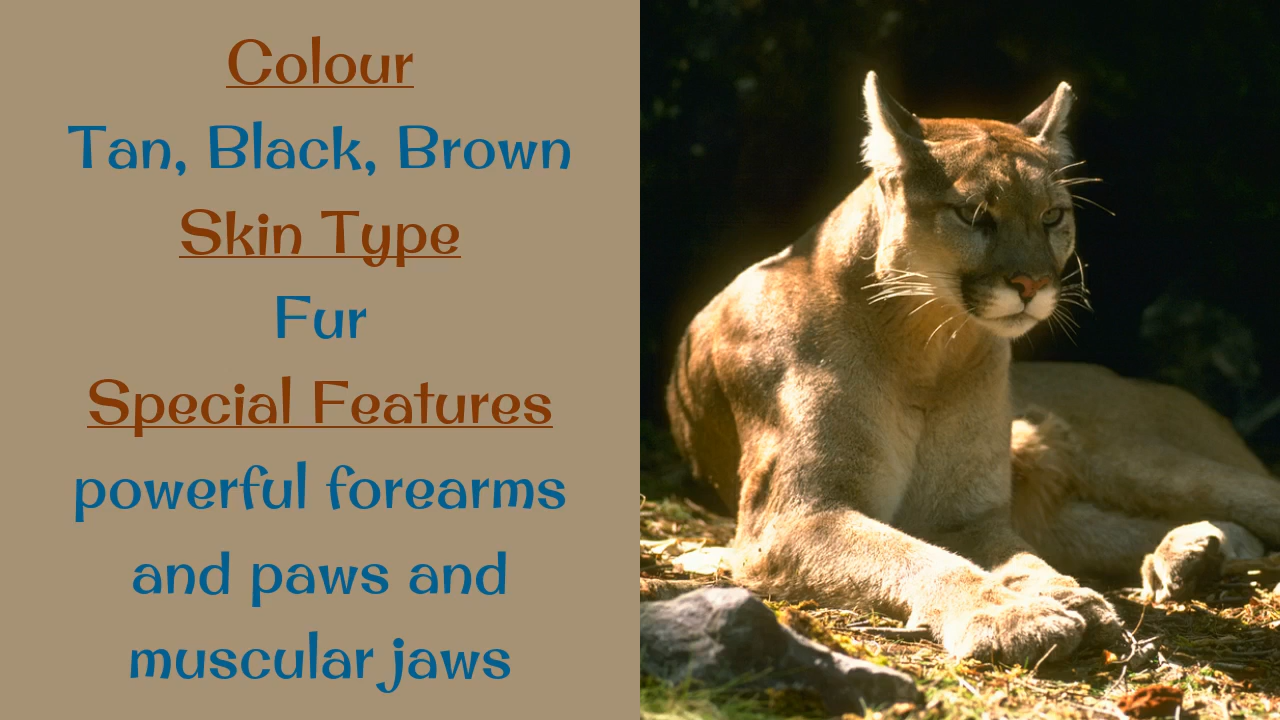 Colour
Tan, Black, Brown
Skin Type
Fur
Special Features
powerful forearms
and paws and
muscular jaws